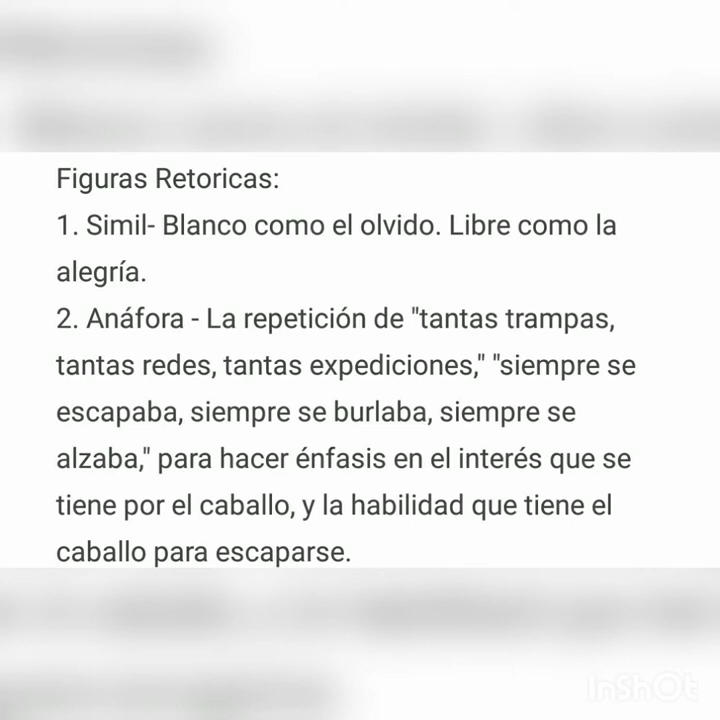 Figuras Retoricas:
1. Simil- Blanco como el olvido. Libre como la
alegría.
2. Anáfora - La repetición de "tantas trampas,
tantas redes, tantas expediciones," "siempre se
escapaba, siempre se burlaba, siempre se
alzaba," para hacer énfasis en el interés que se
tiene por el caballo, y la habilidad que tiene el
caballo para escaparse.
InShOt